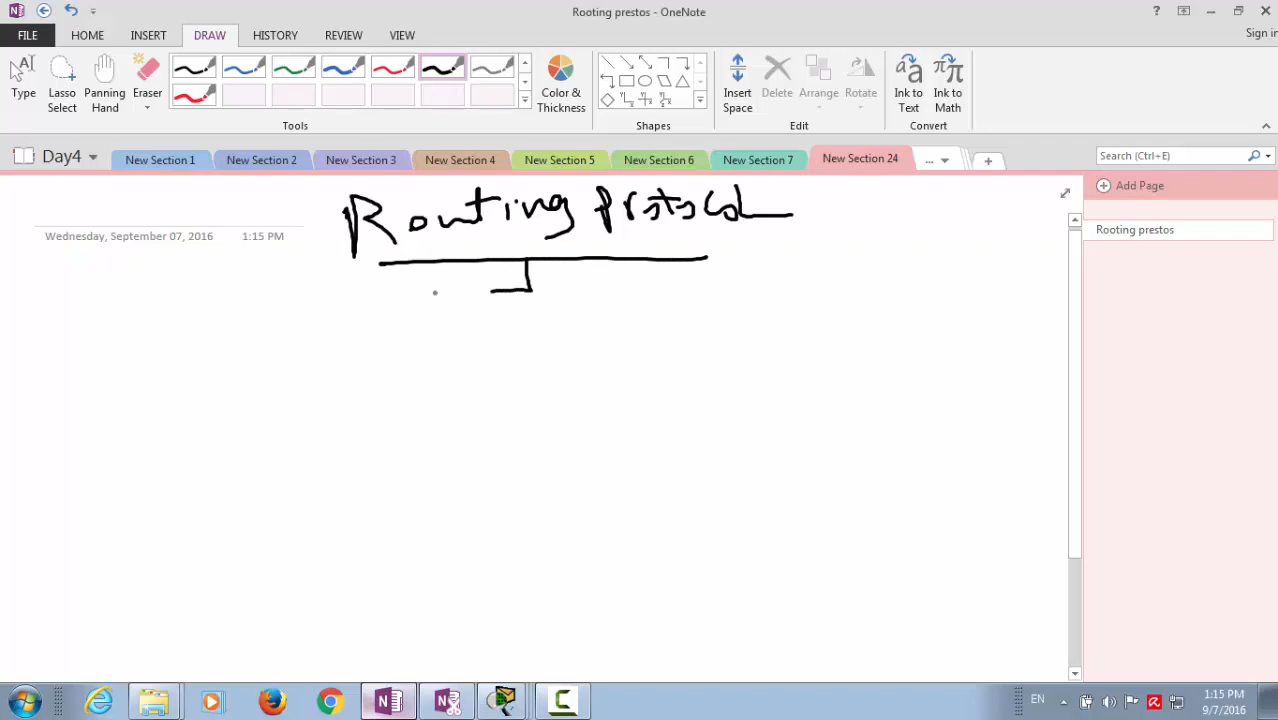 Rooting prestos - OneNote
?
Sign in
FILE HOME INSERT DRAW HISTORY REVIEW VIEW
Type
Lasso Select
Panning Hand
Eraser
Color & Thickness
Insert Space
Delete
Arrange
Rotate
Ink to Text
Ink to Math
Tools
Shapes
Edit
Convert
Day4
New Section 1
New Section 2
New Section 3
New Section 4
New Section 5
New Section 6
New Section 7
New Section 24
...
Search (Ctrl+E)
Add Page
Rooting prestos
Routing Protocol
Wednesday, September 07, 2016 1:15 PM
EN
1:15 PM
9/7/2016